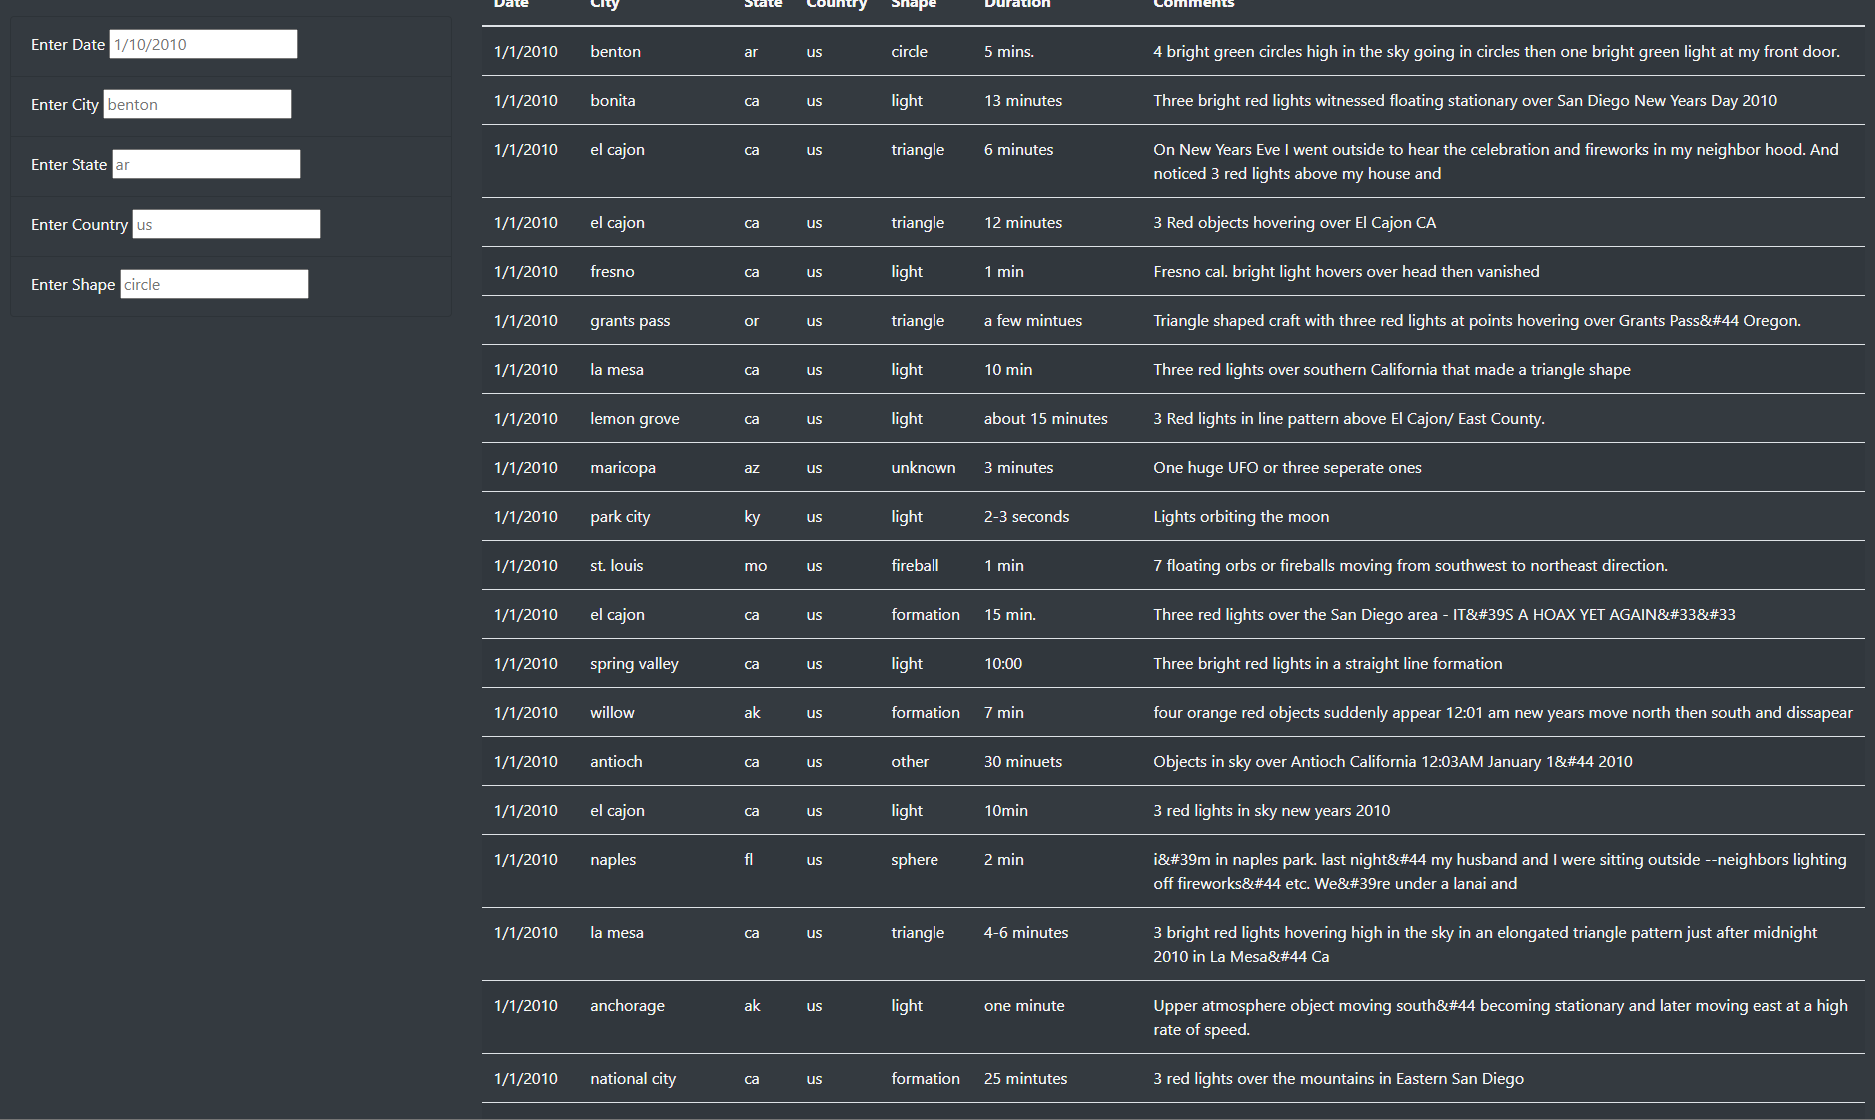 Enter Date 1/10/2010
Enter City benton
Enter State ar
Enter Country us
Enter Shape circle
Date City State Country Shape Duration Comments
1/1/2010 benton ar us circle 5 mins. 4 bright green circles high in the sky going in circles then one bright green light at my front door.
1/1/2010 bonita ca us light 13 minutes Three bright red lights witnessed floating stationary over San Diego New Years Day 2010
1/1/2010 el cajon ca us triangle 6 minutes On New Years Eve I went outside to hear the celebration and fireworks in my neighbor hood. And
noticed 3 red lights above my house and
1/1/2010 el cajon ca us triangle 12 minutes 3 Red objects hovering over El Cajon CA
1/1/2010 fresno ca us light 1 min Fresno cal. bright light hovers over head then vanished
1/1/2010 grants pass or us triangle a few mintues Triangle shaped craft with three red lights at points hovering over Grants Pass&#44 Oregon.
1/1/2010 la mesa ca us light 10 min Three red lights over southern California that made a triangle shape
1/1/2010 lemon grove ca us light about 15 minutes 3 Red lights in line pattern above El Cajon/ East County.
1/1/2010 maricopa az us unknown 3 minutes One huge UFO or three seperate ones
1/1/2010 park city ky us light 2-3 seconds Lights orbiting the moon
1/1/2010 st. louis mo us fireball 1 min 7 floating orbs or fireballs moving from southwest to northeast direction.
1/1/2010 el cajon ca us formation 15 min. Three red lights over the San Diego area - IT&#39S A HOAX YET AGAIN&#33&#33
1/1/2010 spring valley ca us light 10:00 Three bright red lights in a straight line formation
1/1/2010 willow ak us formation 7 min four orange red objects suddenly appear 12:01 am new years move north then south and dissapear
1/1/2010 antioch ca us other 30 minuets Objects in sky over Antioch California 12:03AM January 1&#44 2010
1/1/2010 el cajon ca us light 10min 3 red lights in sky new years 2010
1/1/2010 naples fl us sphere 2 min i&#39m in naples park. last night&#44 my husband and I were sitting outside --neighbors lighting
off fireworks&#44 etc. We&#39re under a lanai and
1/1/2010 la mesa ca us triangle 4-6 minutes 3 bright red lights hovering high in the sky in an elongated triangle pattern just after midnight
2010 in La Mesa&#44 Ca
1/1/2010 anchorage ak us light one minute Upper atmosphere object moving south&#44 becoming stationary and later moving east at a high
rate of speed.
1/1/2010 national city ca us formation 25 mintutes 3 red lights over the mountains in Eastern San Diego